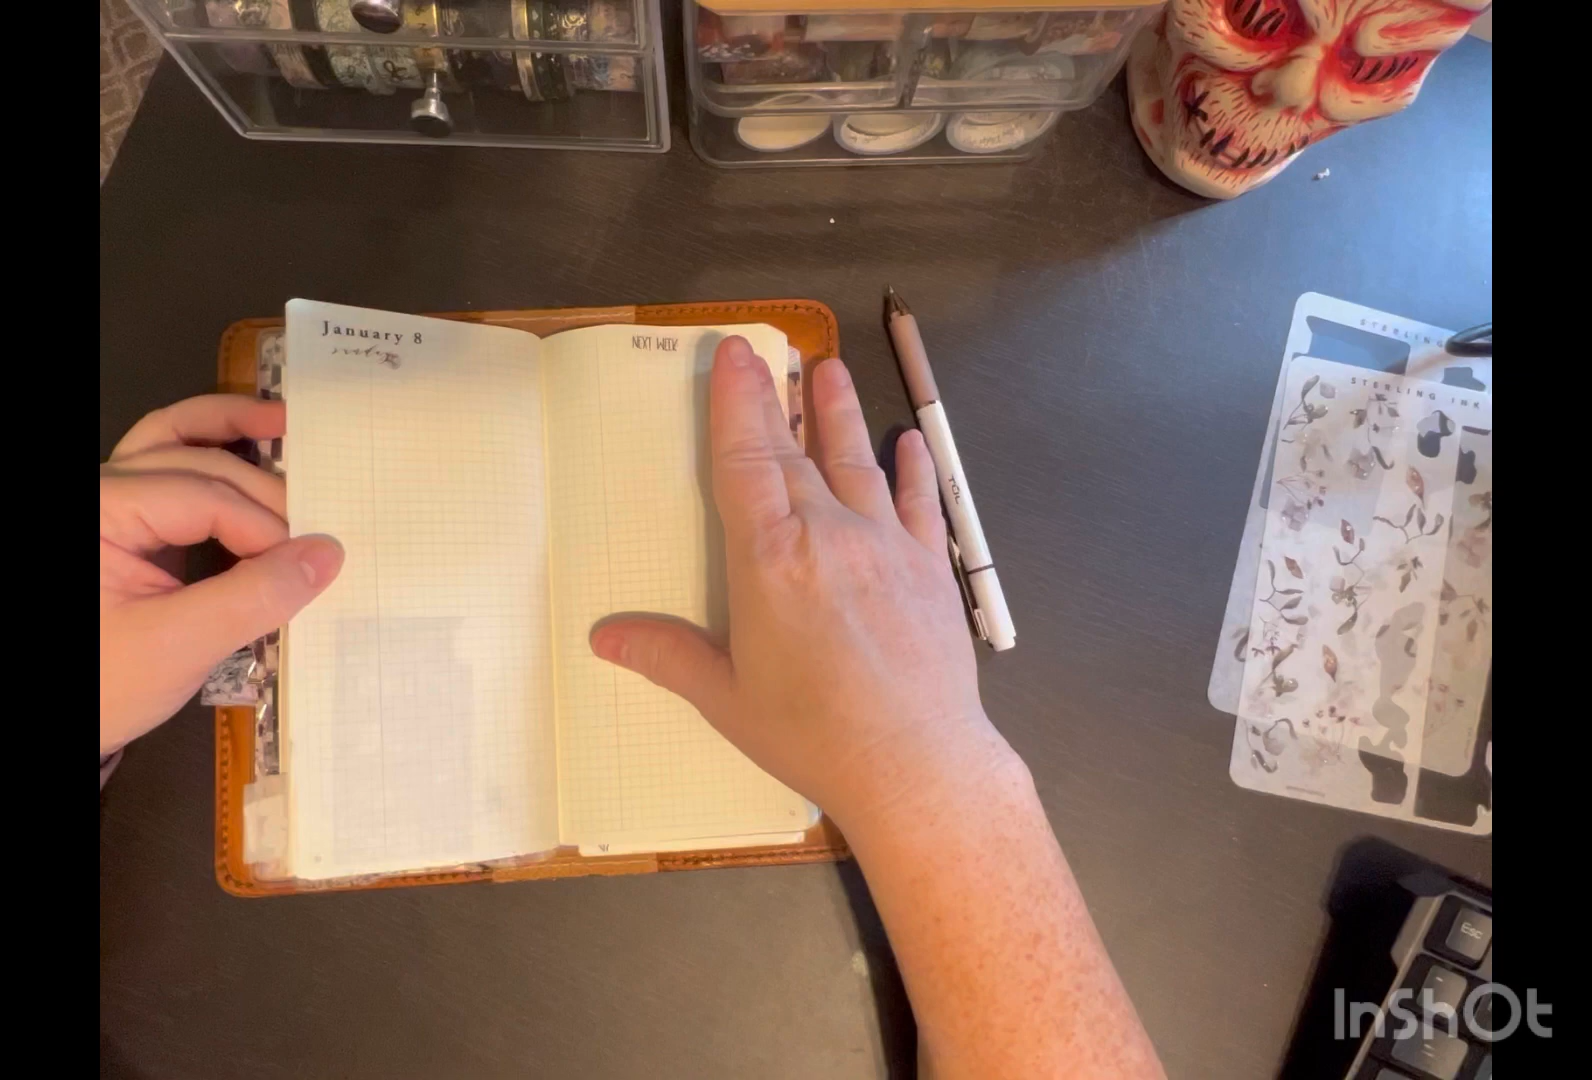 January 8
NEXT WEEK
STERLING
STERLING INK
TUL
Esc
InShOt